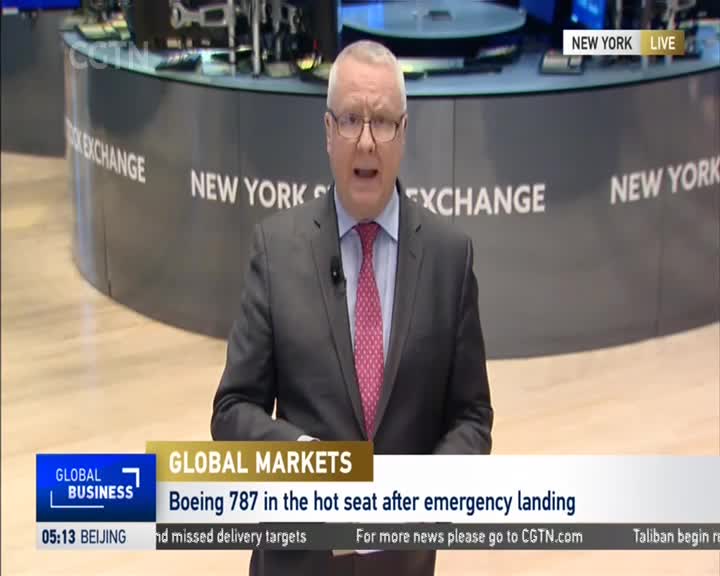 CGTN
NEW YORK LIVE
STOCK EXCHANGE
NEW YORK S EXCHANGE
NEW YORK
GLOBAL MARKETS
GLOBAL
BUSINESS
Boeing 787 in the hot seat after emergency landing
05:13 BEIJING
nd missed delivery targets For more news please go to CGTN.com Taliban begin r